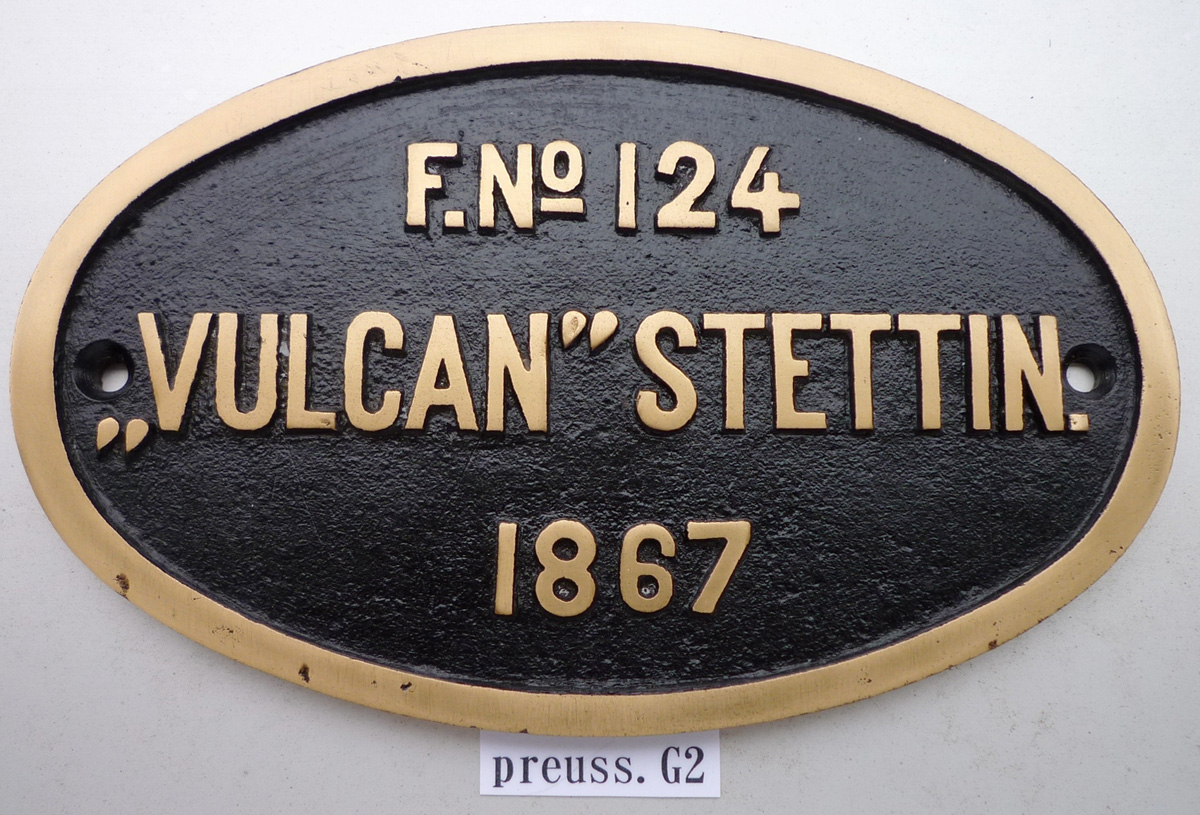 F.Nº 124
„VULCAN” STETTIN.
1867
preuss. G2